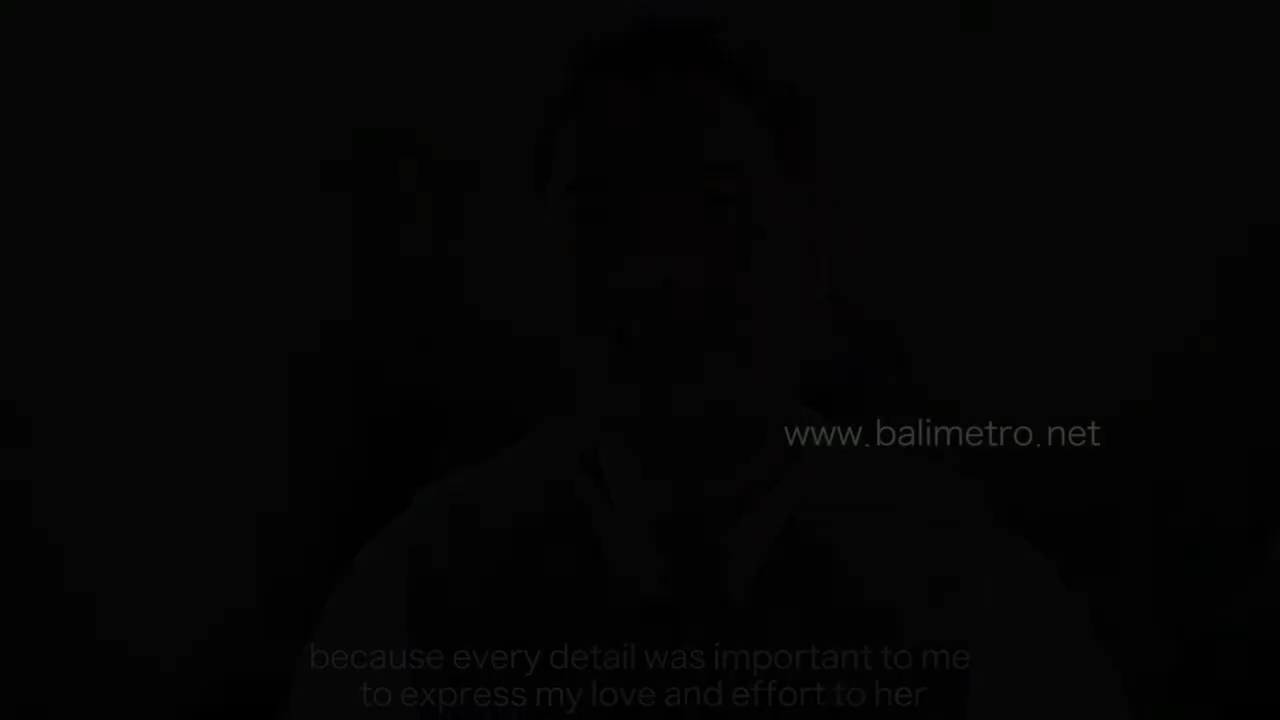 www.balimetro.net
because every detail was important to me
to express my love and effort to her